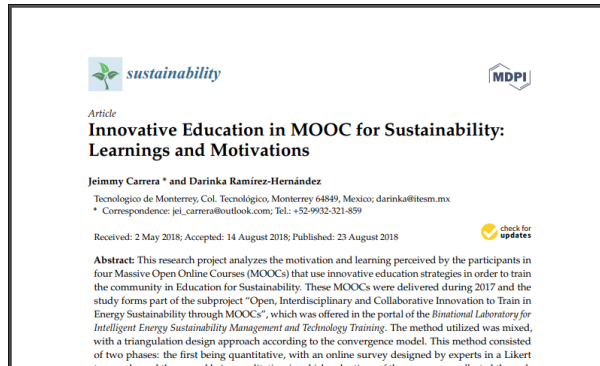 sustainability
MDPI
Article
Innovative Education in MOOC for Sustainability:
Learnings and Motivations
Jeimmy Carrera * and Darinka Ramírez-Hernández
Tecnologico de Monterrey, Col. Tecnológico, Monterrey 64849, Mexico; darinka@itesm.mx
* Correspondence: jei_carrera@outlook.com; Tel.: +52-9932-321-859
Received: 2 May 2018; Accepted: 14 August 2018; Published: 23 August 2018
check for
updates
Abstract: This research project analyzes the motivation and learning perceived by the participants in
four Massive Open Online Courses (MOOCs) that use innovative education strategies in order to train
the community in Education for Sustainability. These MOOCs were delivered during 2017 and the
study forms part of the subproject “Open, Interdisciplinary and Collaborative Innovation to Train in
Energy Sustainability through MOOCs”, which was offered in the portal of the Binational Laboratory for
Intelligent Energy Sustainability Management and Technology Training. The method utilized was mixed,
with a triangulation design approach according to the convergence model. This method consisted
of two phases: the first being quantitative, with an online survey designed by experts in a Likert